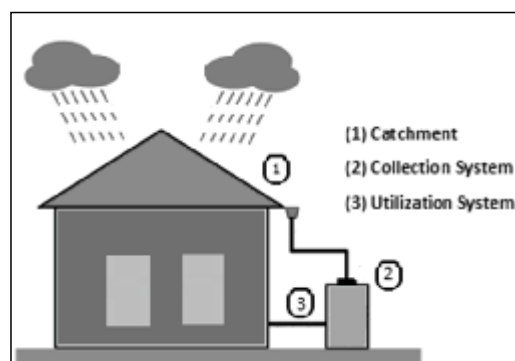 (1) Catchment
1
(2) Collection System
(3) Utilization System
2
3